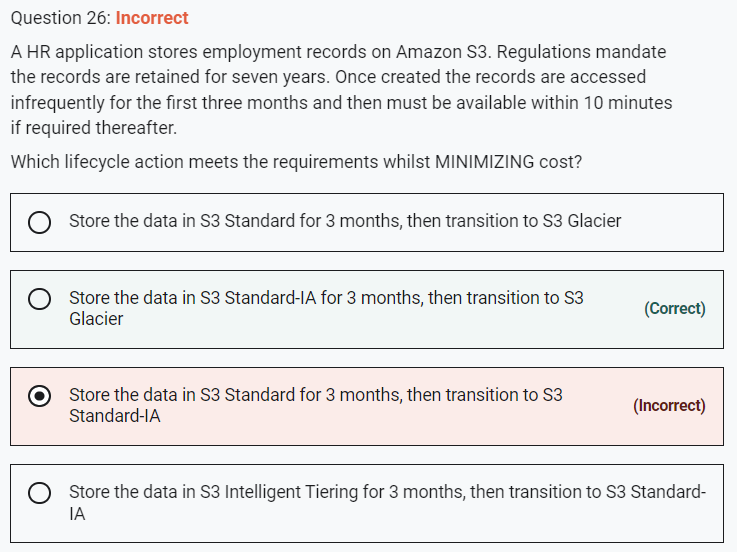 Question 26: Incorrect
A HR application stores employment records on Amazon S3. Regulations mandate
the records are retained for seven years. Once created the records are accessed
infrequently for the first three months and then must be available within 10 minutes
if required thereafter.
Which lifecycle action meets the requirements whilst MINIMIZING cost?
Store the data in S3 Standard for 3 months, then transition to S3 Glacier
Store the data in S3 Standard-IA for 3 months, then transition to S3
Glacier
(Correct)
Store the data in S3 Standard for 3 months, then transition to S3
Standard-IA
(Incorrect)
Store the data in S3 Intelligent Tiering for 3 months, then transition to S3 Standard-
IA